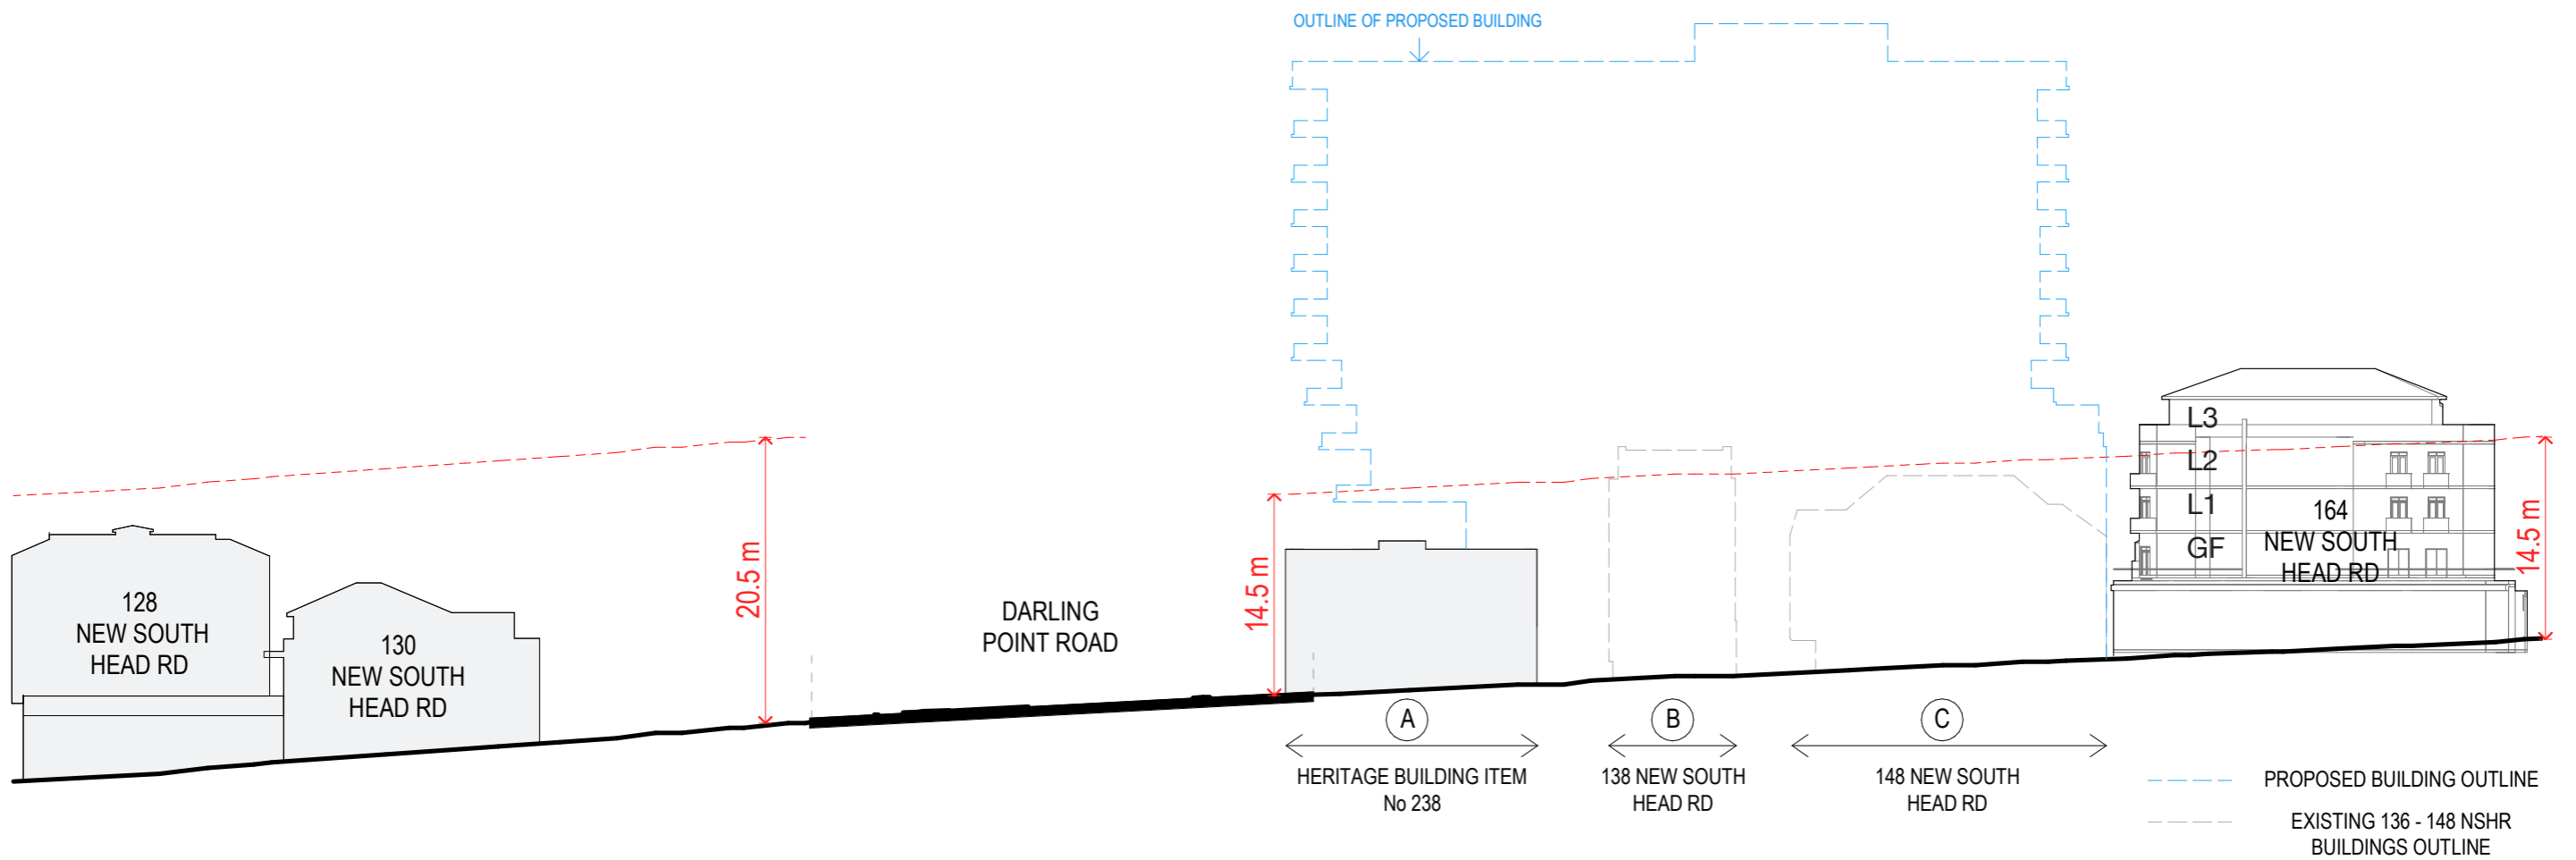 OUTLINE OF PROPOSED BUILDING
128
NEW SOUTH
HEAD RD
130
NEW SOUTH
HEAD RD
20.5 m
DARLING
POINT ROAD
14.5 m
L3
L2
L1
GF
164
NEW SOUTH
HEAD RD
14.5 m
A
HERITAGE BUILDING ITEM
No 238
B
138 NEW SOUTH
HEAD RD
C
148 NEW SOUTH
HEAD RD
PROPOSED BUILDING OUTLINE
EXISTING 136 - 148 NSHR
BUILDINGS OUTLINE